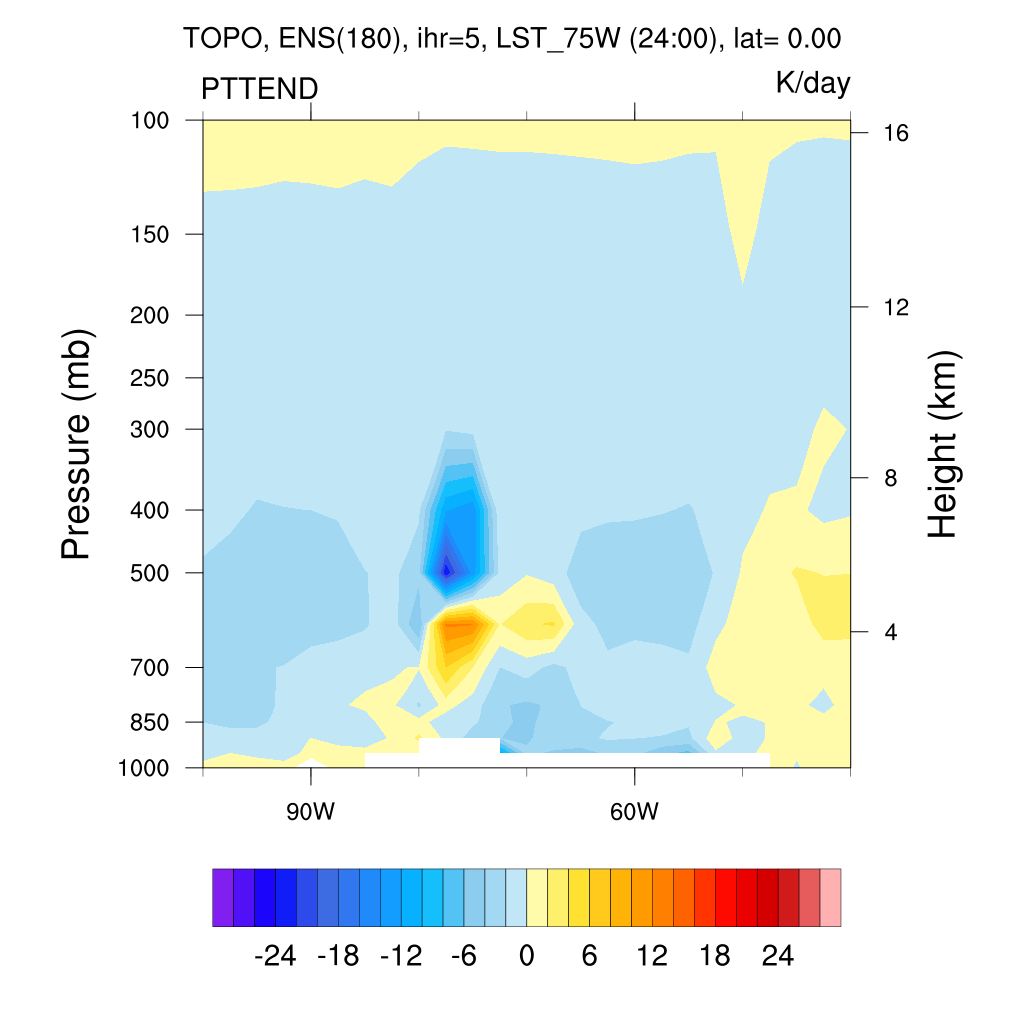 TOPO, ENS(180), ihr=5, LST_75W (24:00), lat= 0.00
PTTEND
K/day
100
150
200
250
300
400
500
700
850
1000
Pressure (mb)
16
12
8
4
Height (km)
90W
60W
-24 -18 -12 -6 0 6 12 18 24